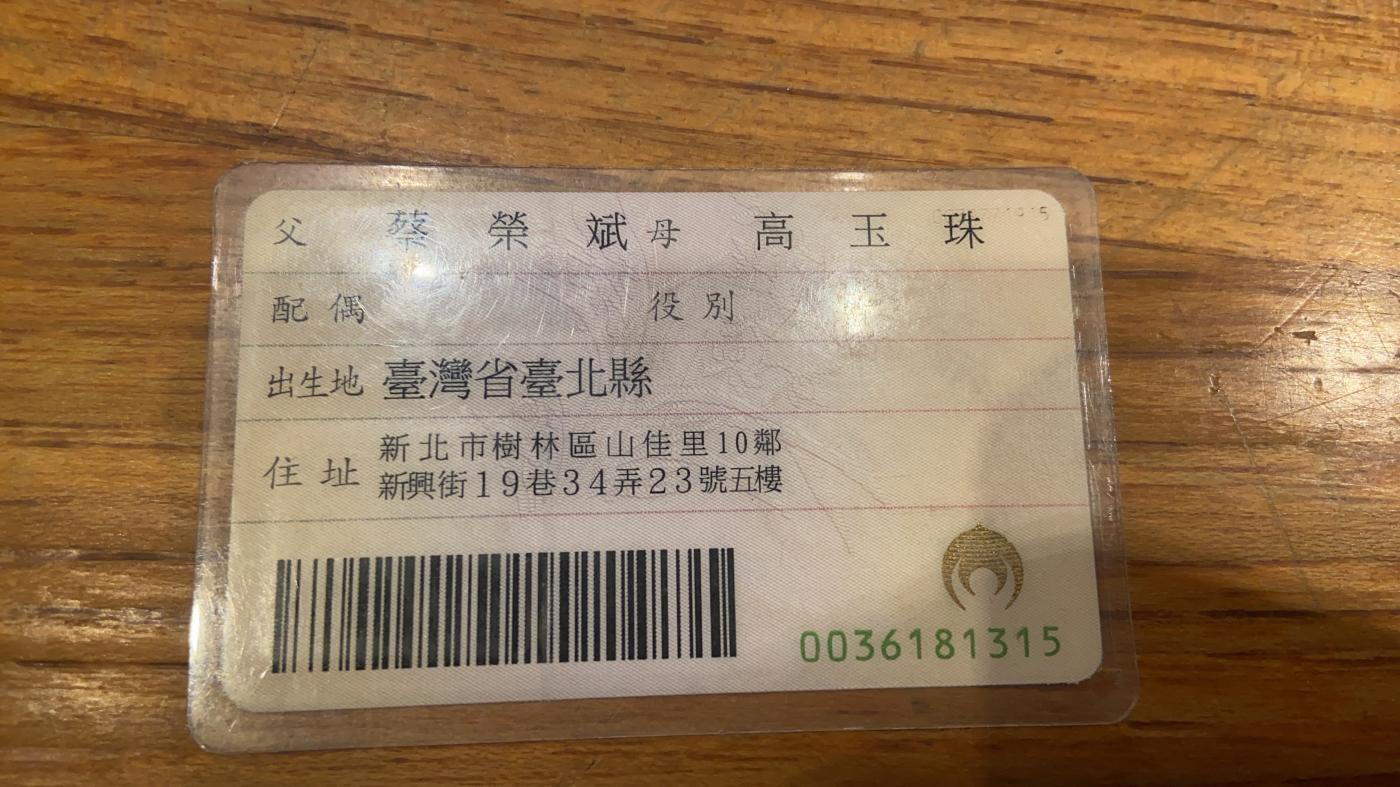 父 蔡榮斌 母 高玉珠
配偶 役別
出生地 臺灣省臺北縣
住址 新北市樹林區山佳里10鄰
新興街19巷34弄23號五樓
0036181315